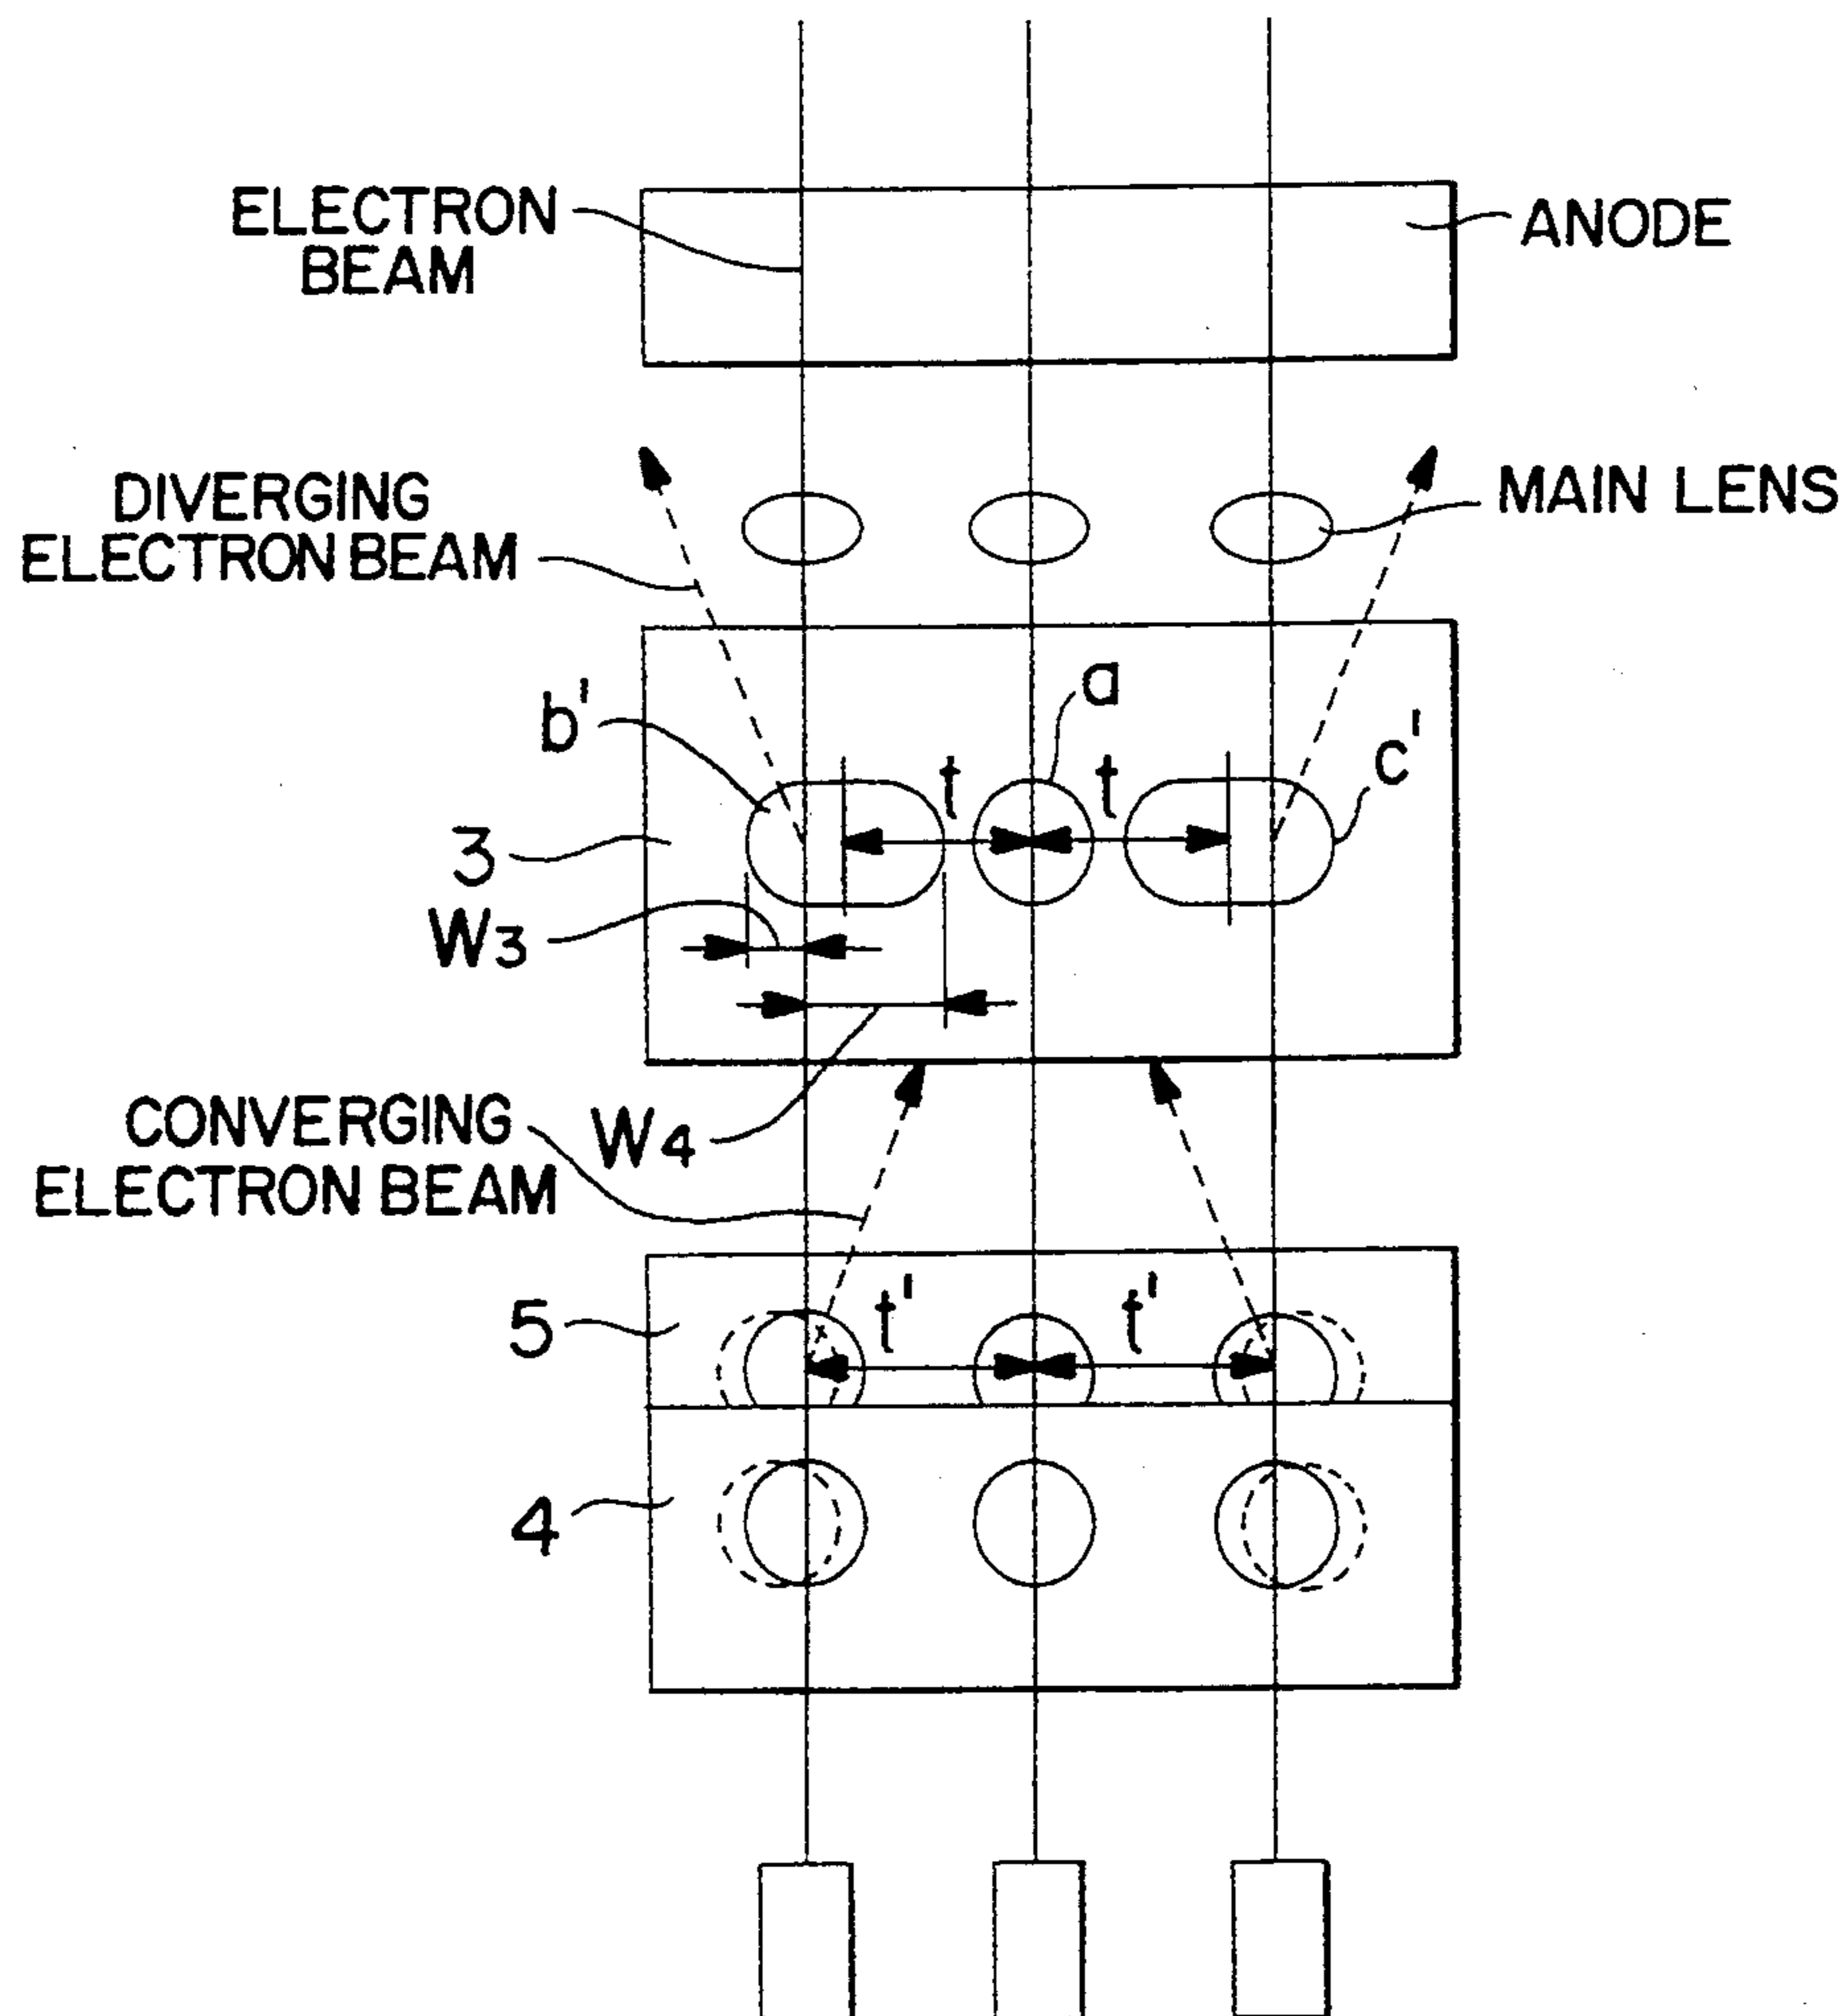 ELECTRON
BEAM
ANODE
DIVERGING
ELECTRON BEAM
MAIN LENS
b'
a
t
t
c'
3
W3
CONVERGING
ELECTRON BEAM
W4
5
t'
t'
4